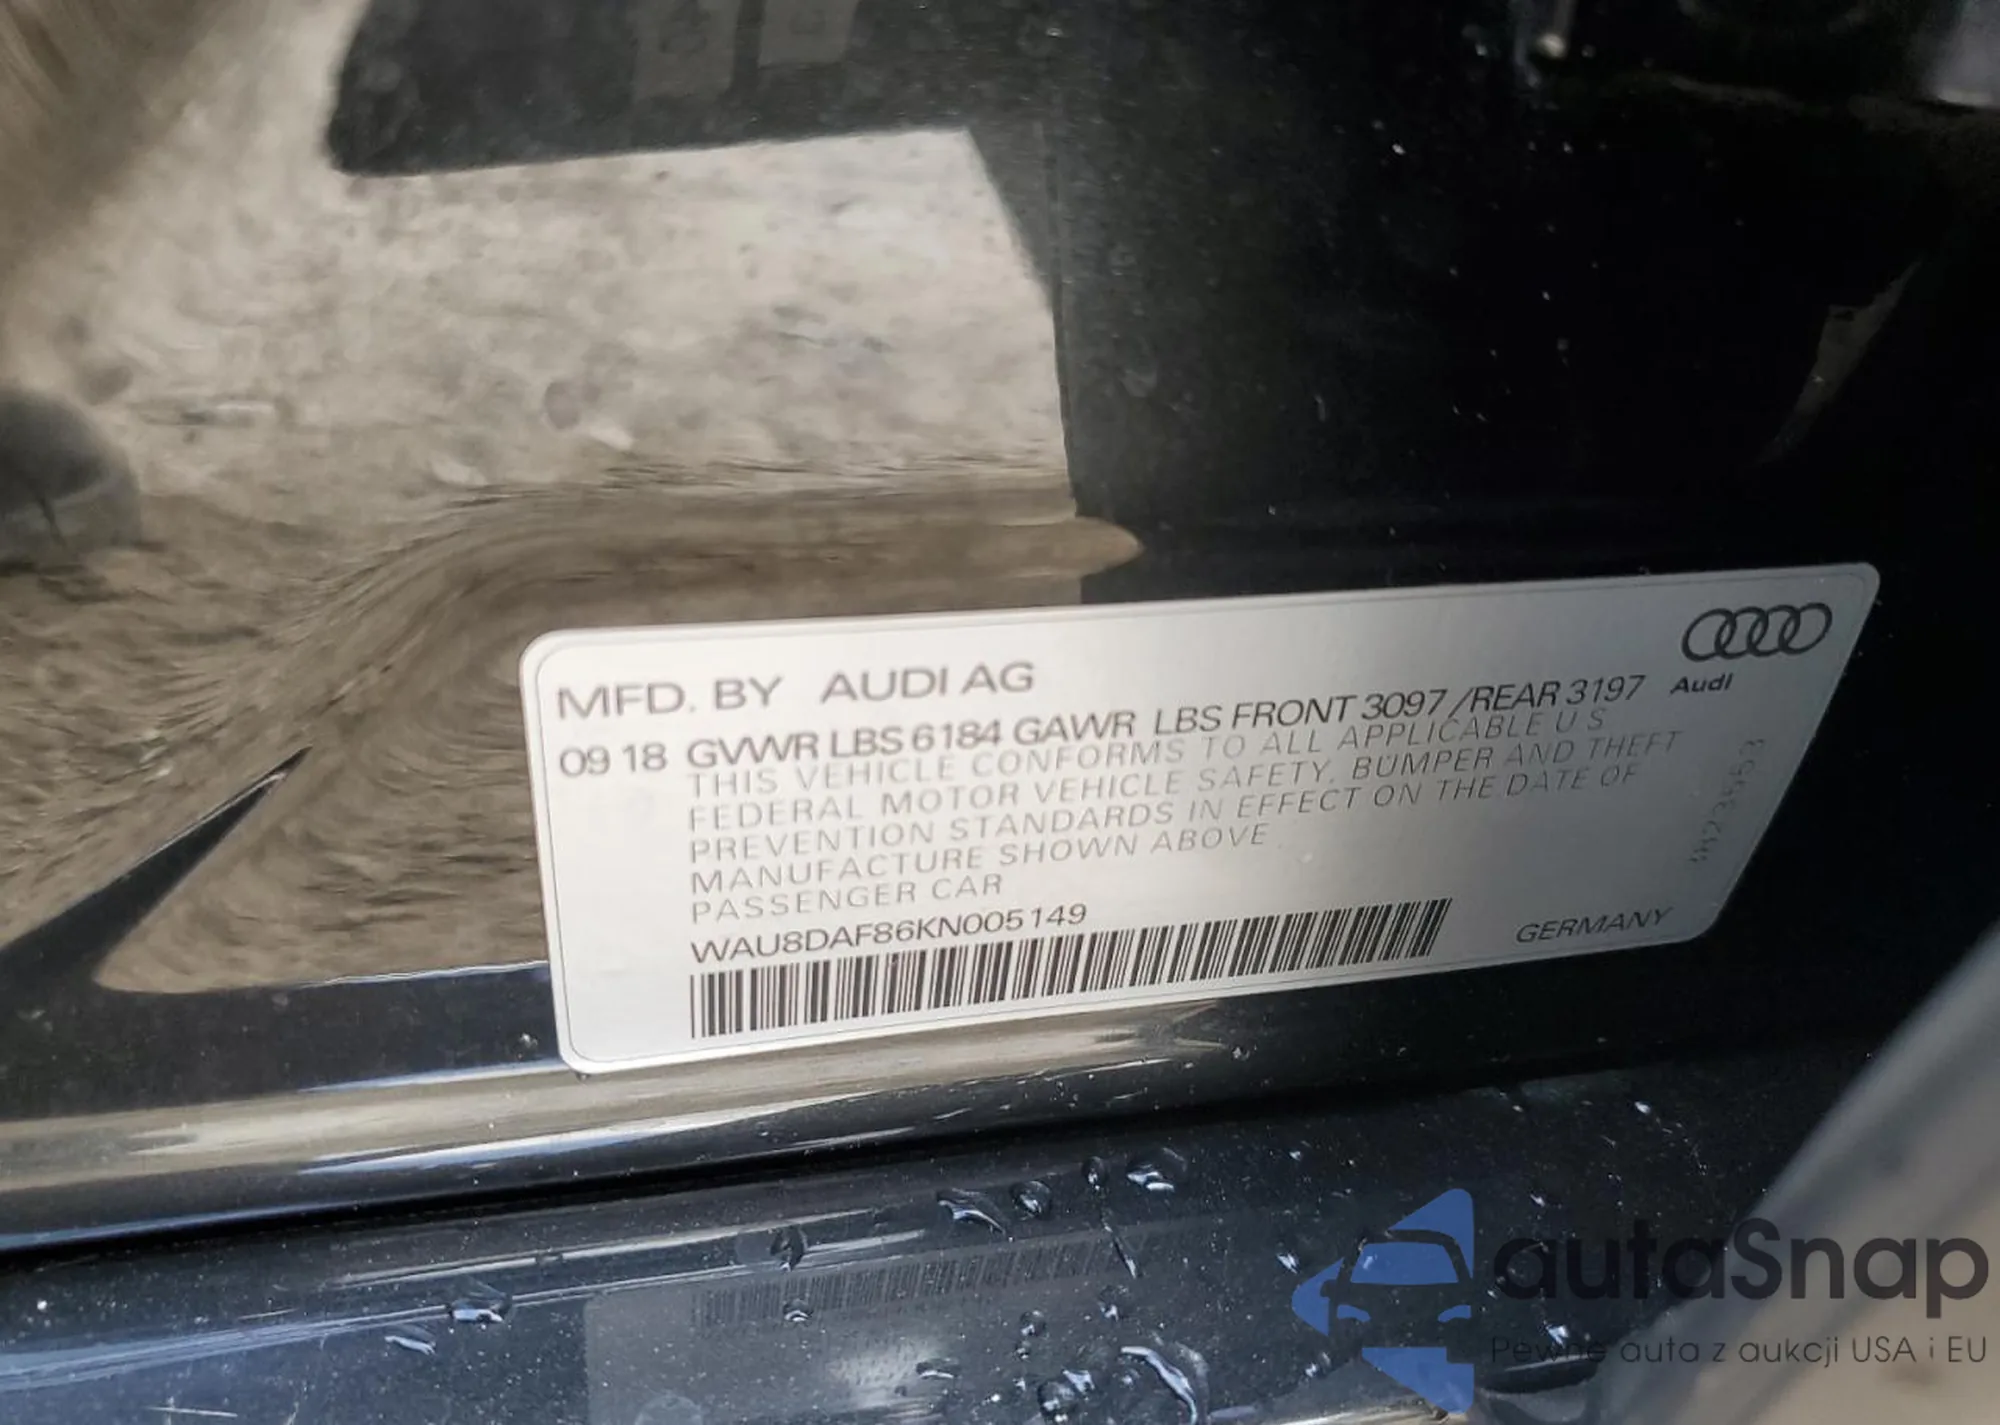 MFD. BY AUDI AG
Audi
09 18 GVWR LBS 6184 GAWR LBS FRONT 3097 /REAR 3197
THIS VEHICLE CONFORMS TO ALL APPLICABLE U S
FEDERAL MOTOR VEHICLE SAFETY, BUMPER AND THEFT
PREVENTION STANDARDS IN EFFECT ON THE DATE OF
MANUFACTURE SHOWN ABOVE
PASSENGER CAR
WAU8DAF86KN005149
GERMANY
autaSnap
Pewne auta z aukcji USA i EU